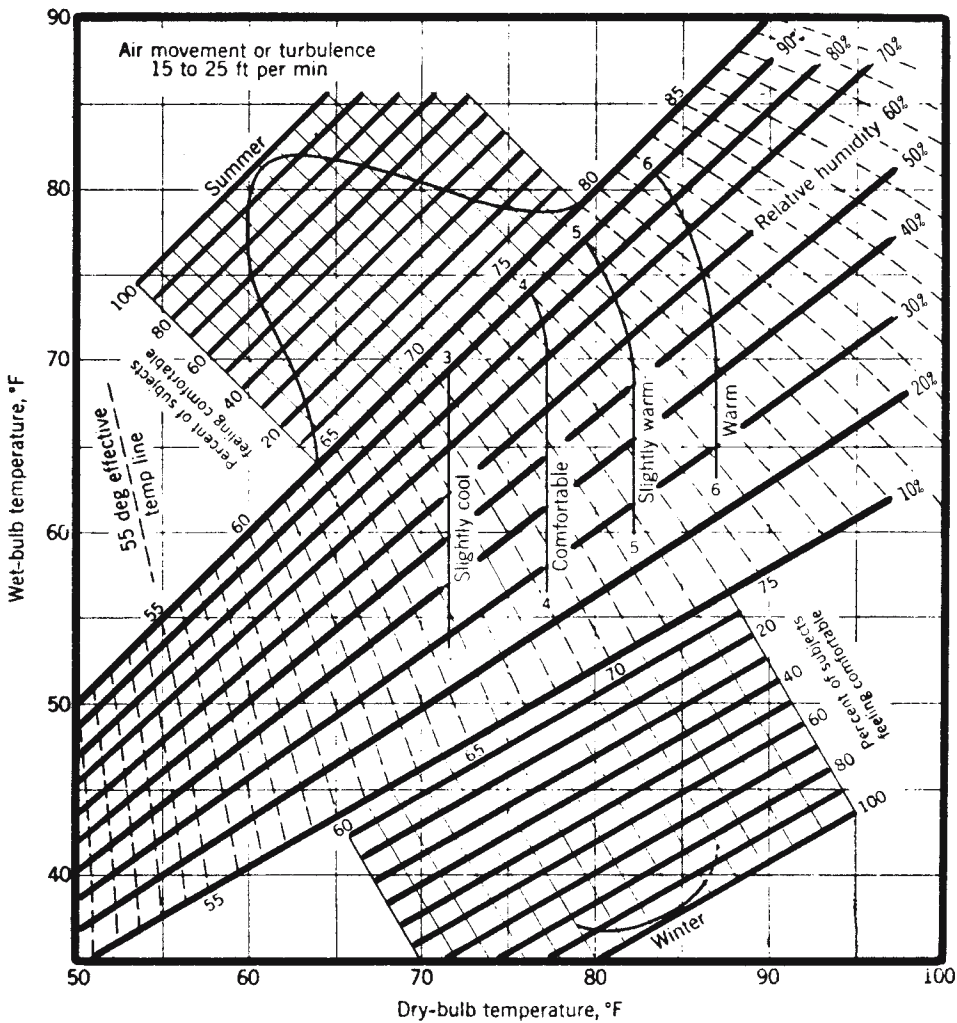 Air movement or turbulence
15 to 25 ft per min
90
80
70
60
50
40
Wet-bulb temperature, °F
50
60
70
80
90
100
Dry-bulb temperature, °F
Summer
100
80
60
40
20
Percent of subjects
feeling comfortable
55 deg effective
temp line
55
60
65
70
75
80
85
90%
80%
70%
60%
50%
40%
30%
20%
10%
Relative humidity
3
Slightly cool
4
Comfortable
4
5
Slightly warm
5
6
Warm
6
55
60
65
70
75
20
40
60
80
100
Percent of subjects
feeling comfortable
Winter